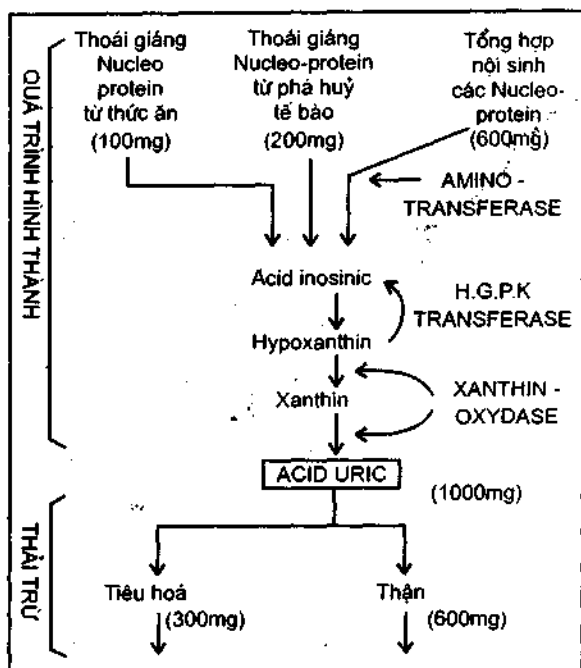 QUÁ TRÌNH HÌNH THÀNH
Thoái giáng
Nucleo
protein
từ thức ăn
(100mg)
Thoái giáng
Nucleo-protein
từ phá huỷ
tế bào
(200mg)
Tổng hợp
nội sinh
các Nucleo-
protein
(600mg)
AMINO -
TRANSFERASE
Acid inosinic
H.G.P.K
TRANSFERASE
Hypoxanthin
Xanthin
XANTHIN -
OXYDASE
ACID URIC
(1000mg)
THẢI TRỪ
Tiêu hoá
(300mg)
Thận
(600mg)